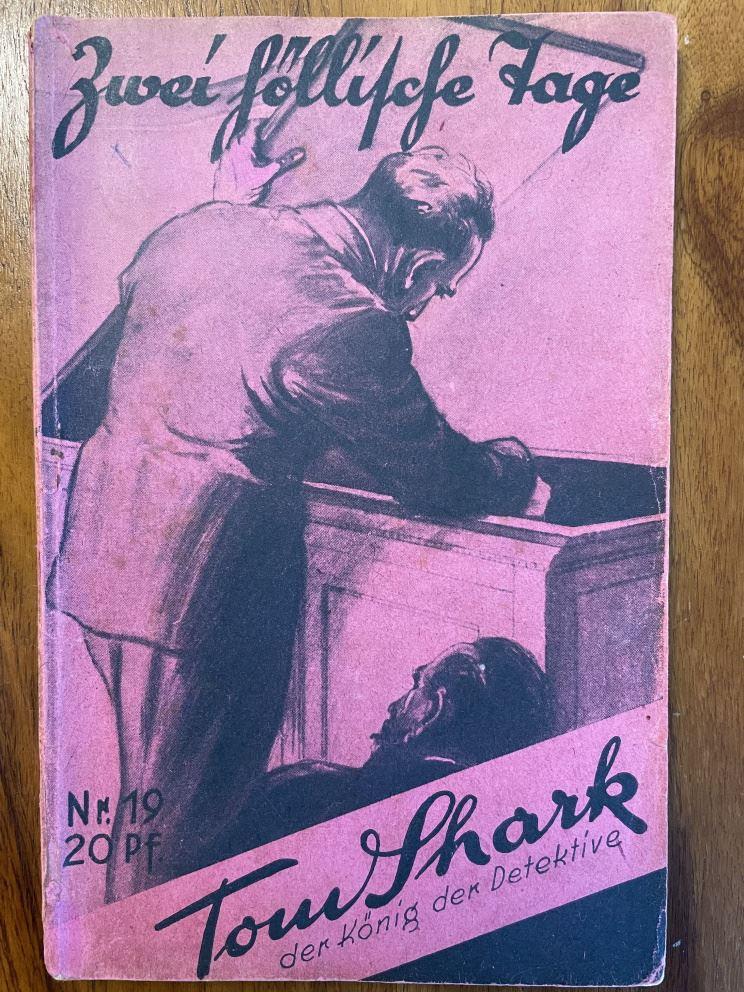 Zwei höllische Tage
Nr. 19
20 Pf.
Tom Shark
der König der Detektive